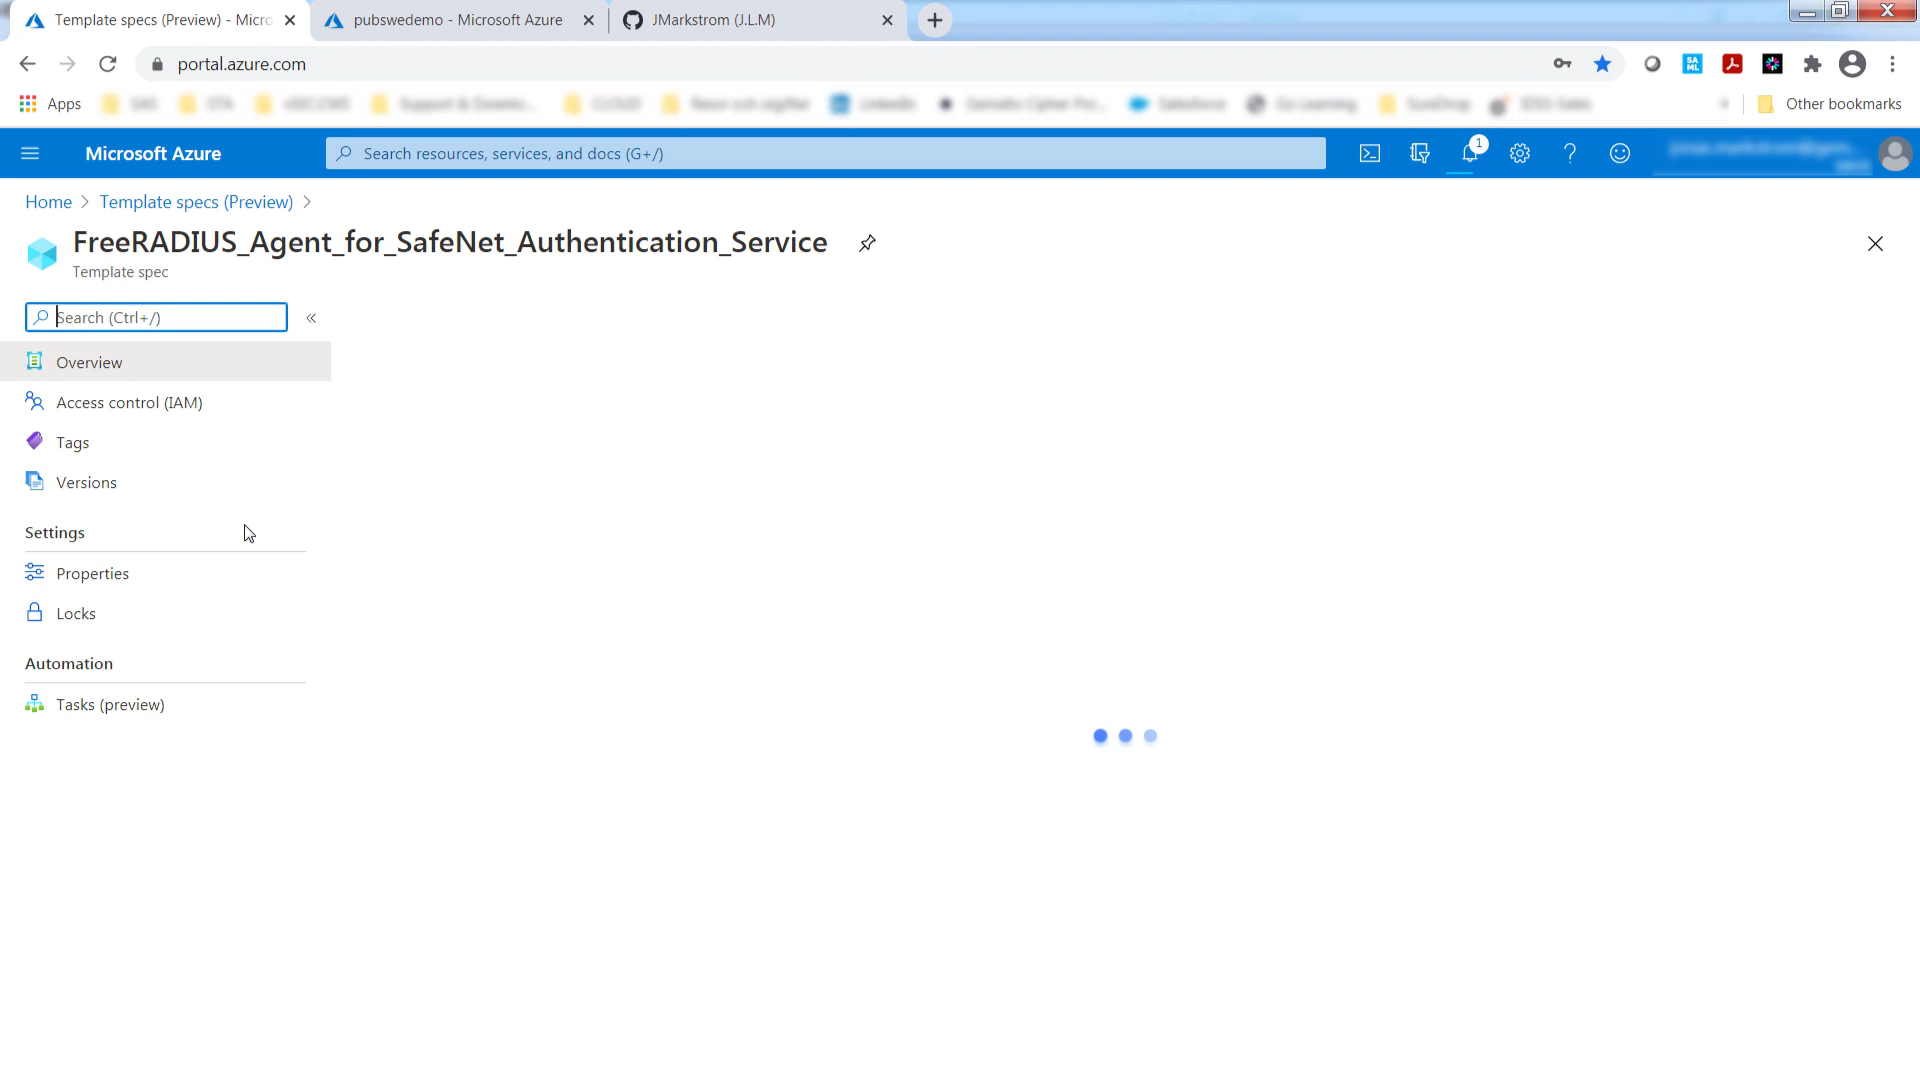 Template specs (Preview) - Micro
pubswedemo - Microsoft Azure
JMarkstrom (J.L.M)
portal.azure.com
SA
ML
Apps
Other bookmarks
Microsoft Azure
Search resources, services, and docs (G+/)
1
Home > Template specs (Preview) >
FreeRADIUS_Agent_for_SafeNet_Authentication_Service
Template spec
Search (Ctrl+/)
«
Overview
Access control (IAM)
Tags
Versions
Settings
Properties
Locks
Automation
Tasks (preview)